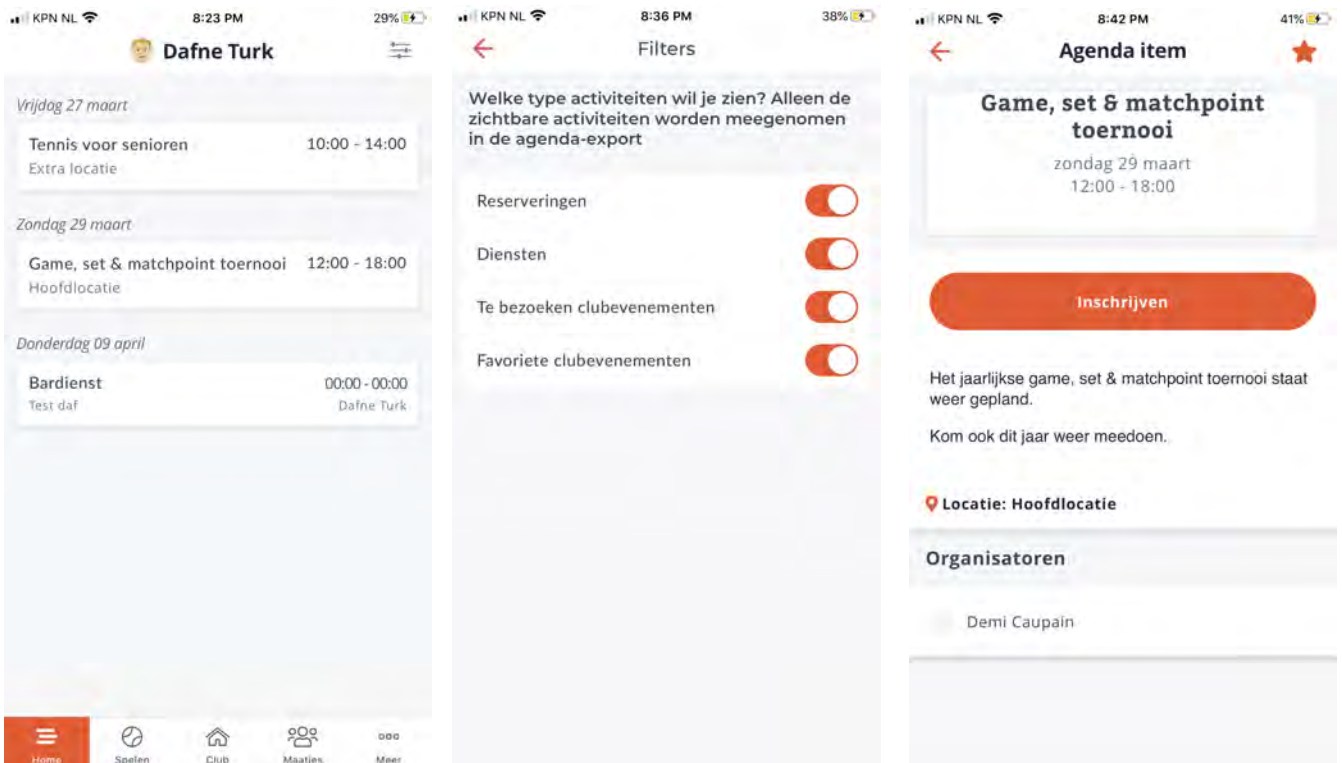 KPN NL 8:23 PM 29%
Dafne Turk
Vrijdag 27 maart
Tennis voor senioren 10:00 - 14:00
Extra locatie
Zondag 29 maart
Game, set & matchpoint toernooi 12:00 - 18:00
Hoofdlocatie
Donderdag 09 april
Bardienst 00:00 - 00:00
Test daf Dafne Turk
Home Spelen Club Maatjes Meer
KPN NL 8:36 PM 38%
Filters
Welke type activiteiten wil je zien? Alleen de
zichtbare activiteiten worden meegenomen
in de agenda-export
Reserveringen
Diensten
Te bezoeken clubevenementen
Favoriete clubevenementen
KPN NL 8:42 PM 41%
Agenda item
Game, set & matchpoint
toernooi
zondag 29 maart
12:00 - 18:00
Inschrijven
Het jaarlijkse game, set & matchpoint toernooi staat
weer gepland.
Kom ook dit jaar weer meedoen.
Locatie: Hoofdlocatie
Organisatoren
Demi Caupain